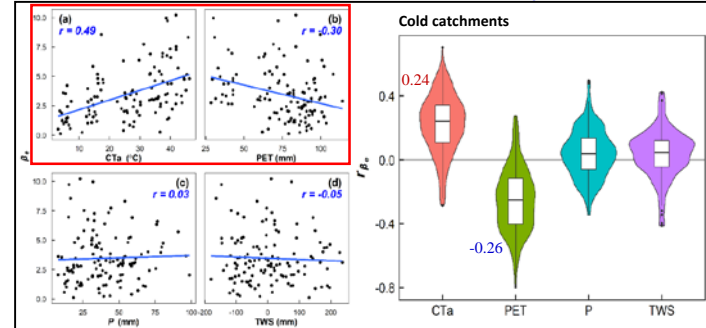 (a)
r = 0.49
(b)
r = -0.30
10.0
7.5
5.0
2.5
0.0
10 20 30 40
CTa (°C)
25 50 75 100
PET (mm)
βe
(c)
r = 0.03
(d)
r = -0.05
10.0
7.5
5.0
2.5
0.0
25 50 75 100
P (mm)
-200 -100 0 100 200
TWS (mm)
Cold catchments
0.24
0.4
0.0
-0.4
-0.8
rβe
-0.26
CTa PET P TWS